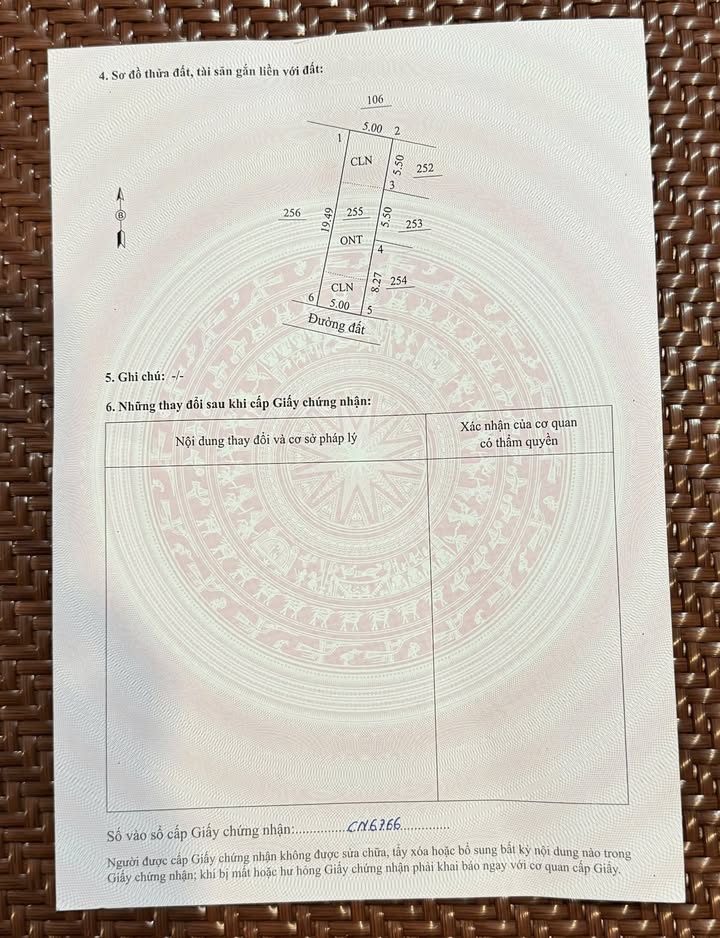 4. Sơ đồ thửa đất, tài sản gắn liền với đất:
106
1 5.00 2
CLN 5.50 252
3
B
256 19.49 255 5.50 253
ONT 4
CLN 8.27 254
6 5.00 5
Đường đất
5. Ghi chú: -/-
6. Những thay đổi sau khi cấp Giấy chứng nhận:
Nội dung thay đổi và cơ sở pháp lý
Xác nhận của cơ quan
có thẩm quyền
Số vào sổ cấp Giấy chứng nhận:..............CN6766..............
Người được cấp Giấy chứng nhận không được sửa chữa, tẩy xóa hoặc bổ sung bất kỳ nội dung nào trong
Giấy chứng nhận; khi bị mất hoặc hư hỏng Giấy chứng nhận phải khai báo ngay với cơ quan cấp Giấy.